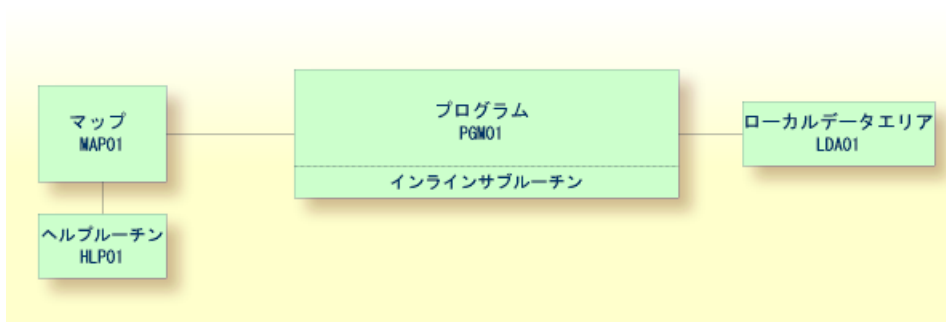 マップ
MAP01
プログラム
PGM01
インラインサブルーチン
ローカルデータエリア
LDA01
ヘルプルーチン
HLP01